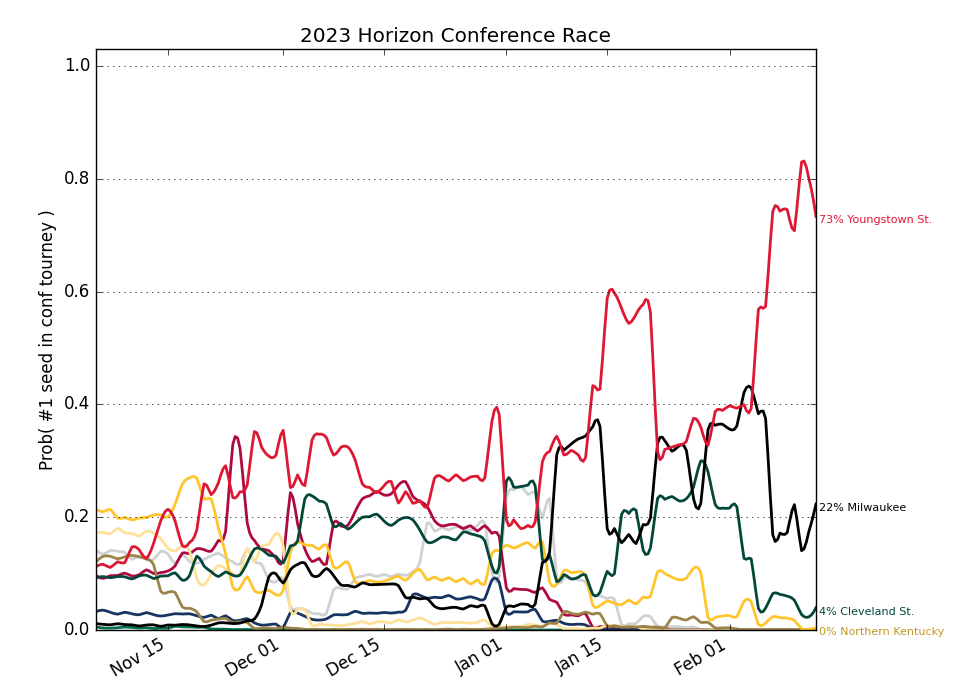 2023 Horizon Conference Race
Prob( #1 seed in conf tourney )
1.0
0.8
0.6
0.4
0.2
0.0
Nov 15
Dec 01
Dec 15
Jan 01
Jan 15
Feb 01
73% Youngstown St.
22% Milwaukee
4% Cleveland St.
0% Northern Kentucky